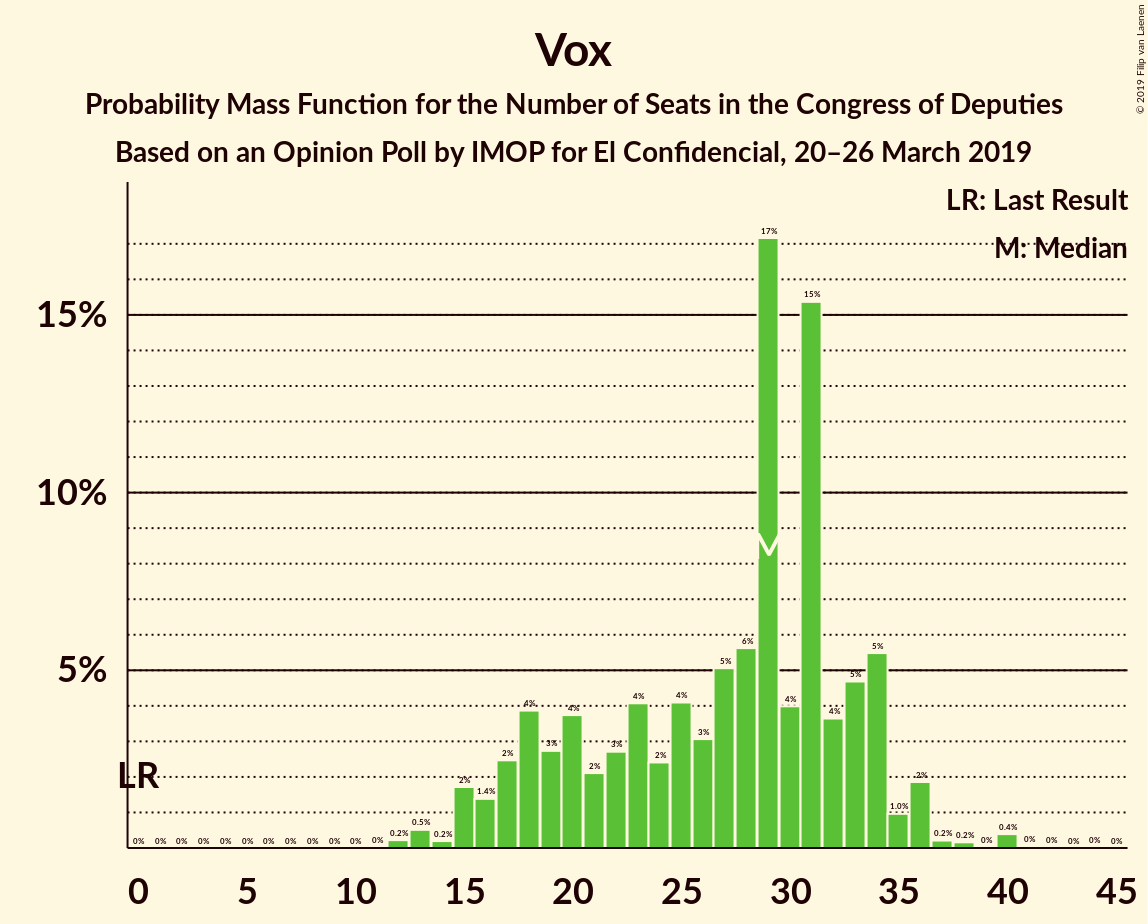 Vox
Probability Mass Function for the Number of Seats in the Congress of Deputies
Based on an Opinion Poll by IMOP for El Confidencial, 20–26 March 2019
© 2019 Filip van Laenen
LR: Last Result
M: Median
15%
10%
5%
LR
0% 0% 0% 0% 0% 0% 0% 0% 0% 0% 0% 0% 0.2% 0.5% 0.2% 2% 1.4% 2% 4% 3% 4% 2% 3% 4% 2% 4% 3% 5% 6% 17% 4% 15% 4% 5% 5% 1.0% 2% 0.2% 0.2% 0% 0.4% 0% 0% 0% 0% 0%
M
0 5 10 15 20 25 30 35 40 45